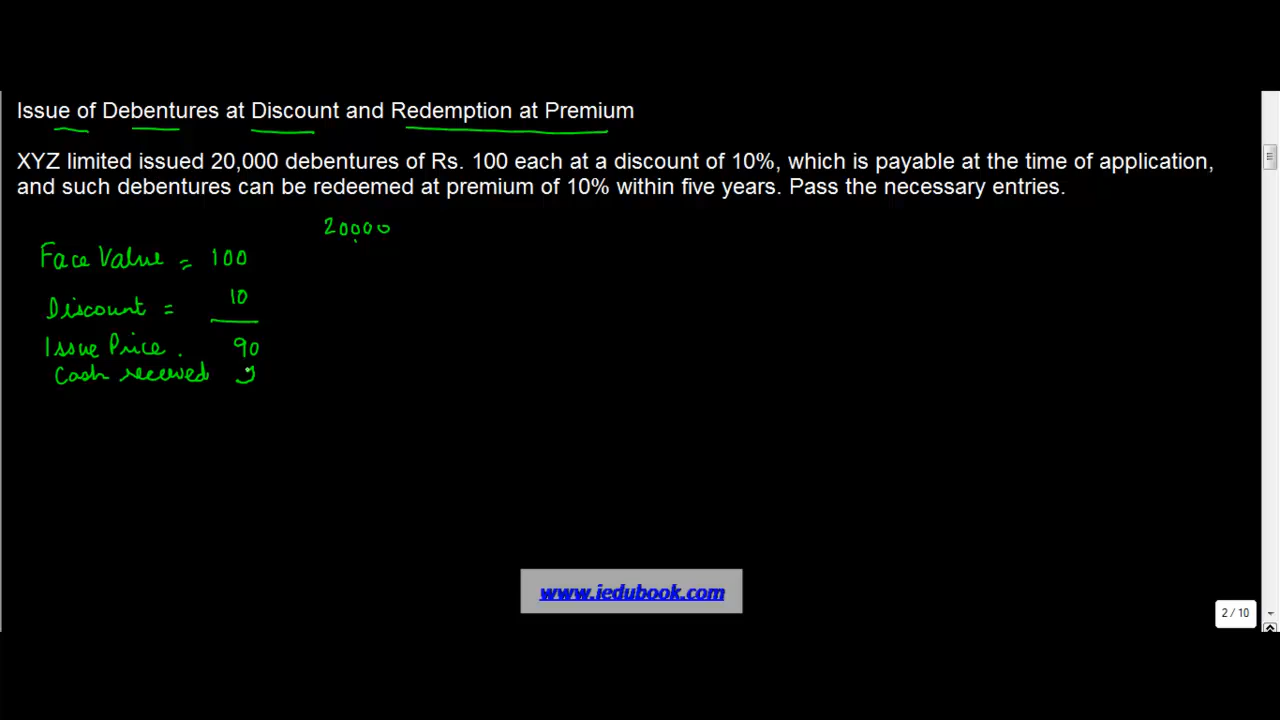 Issue of Debentures at Discount and Redemption at Premium
XYZ limited issued 20,000 debentures of Rs. 100 each at a discount of 10%, which is payable at the time of application,
and such debentures can be redeemed at premium of 10% within five years. Pass the necessary entries.
20000
Face Value = 100
Discount = 10
Issue Price . 90
Cash received 9
www.iedubook.com
2 / 10